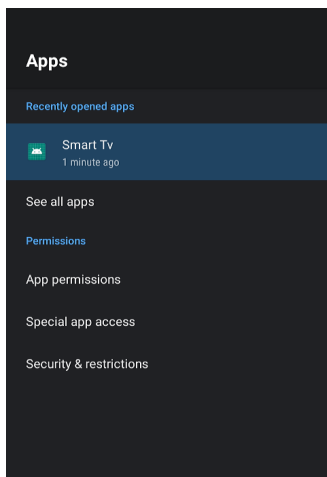 Apps
Recently opened apps
Smart Tv
1 minute ago
See all apps
Permissions
App permissions
Special app access
Security & restrictions